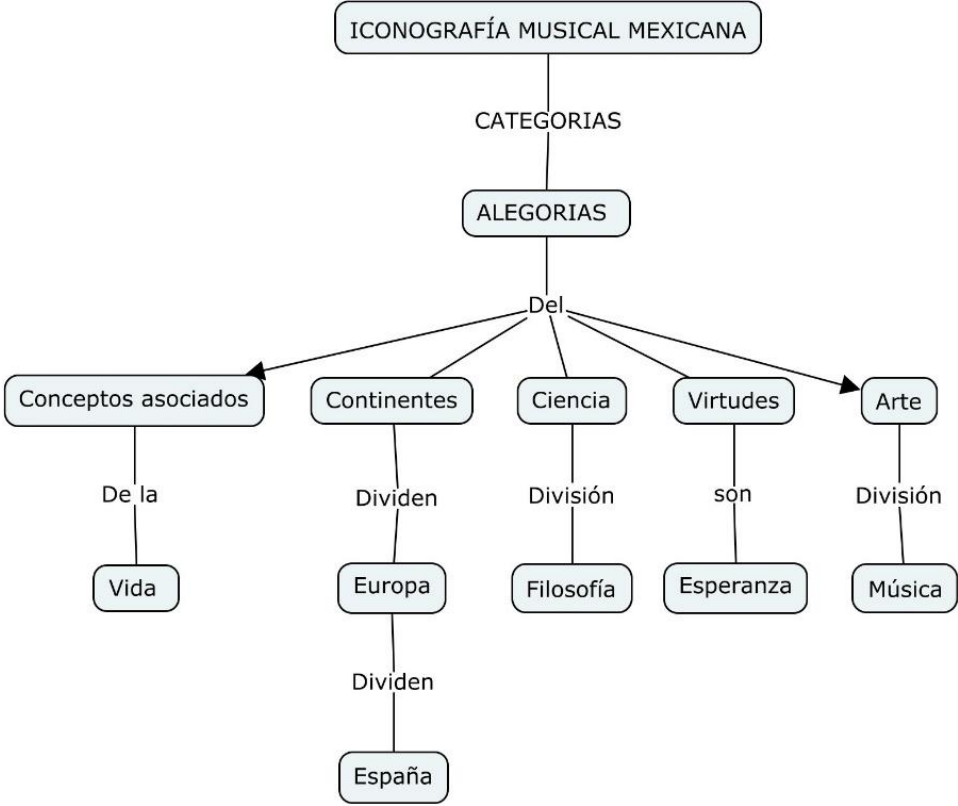 ICONOGRAFÍA MUSICAL MEXICANA
CATEGORIAS
ALEGORIAS
Del
Conceptos asociados
Continentes
Ciencia
Virtudes
Arte
De la
Dividen
División
son
División
Vida
Europa
Filosofía
Esperanza
Música
Dividen
España